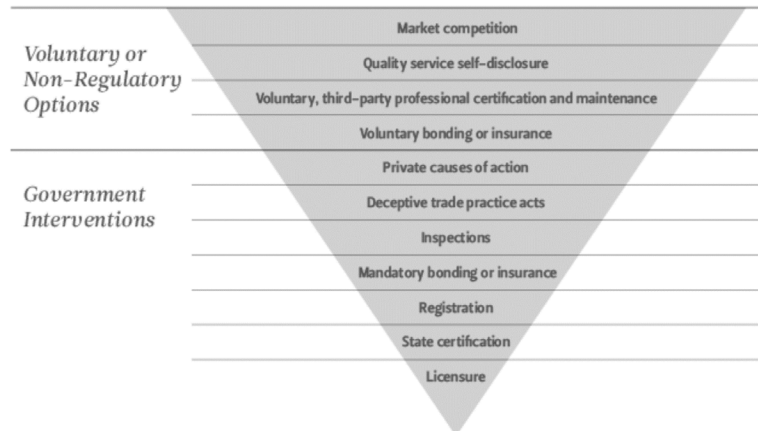 Voluntary or
Non-Regulatory
Options
Market competition
Quality service self-disclosure
Voluntary, third-party professional certification and maintenance
Voluntary bonding or insurance
Government
Interventions
Private causes of action
Deceptive trade practice acts
Inspections
Mandatory bonding or insurance
Registration
State certification
Licensure